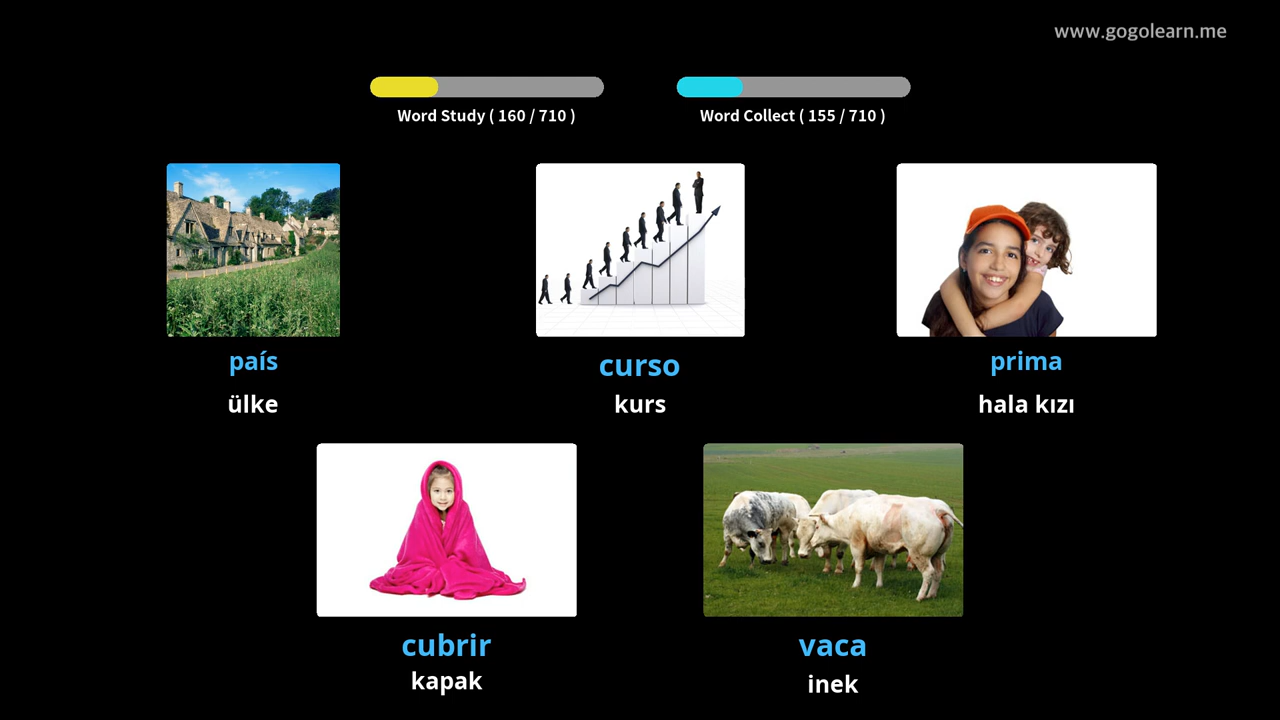 www.gogolearn.me
Word Study ( 160 / 710 )
Word Collect ( 155 / 710 )
país
curso
prima
ülke
kurs
hala kızı
cubrir
vaca
kapak
inek